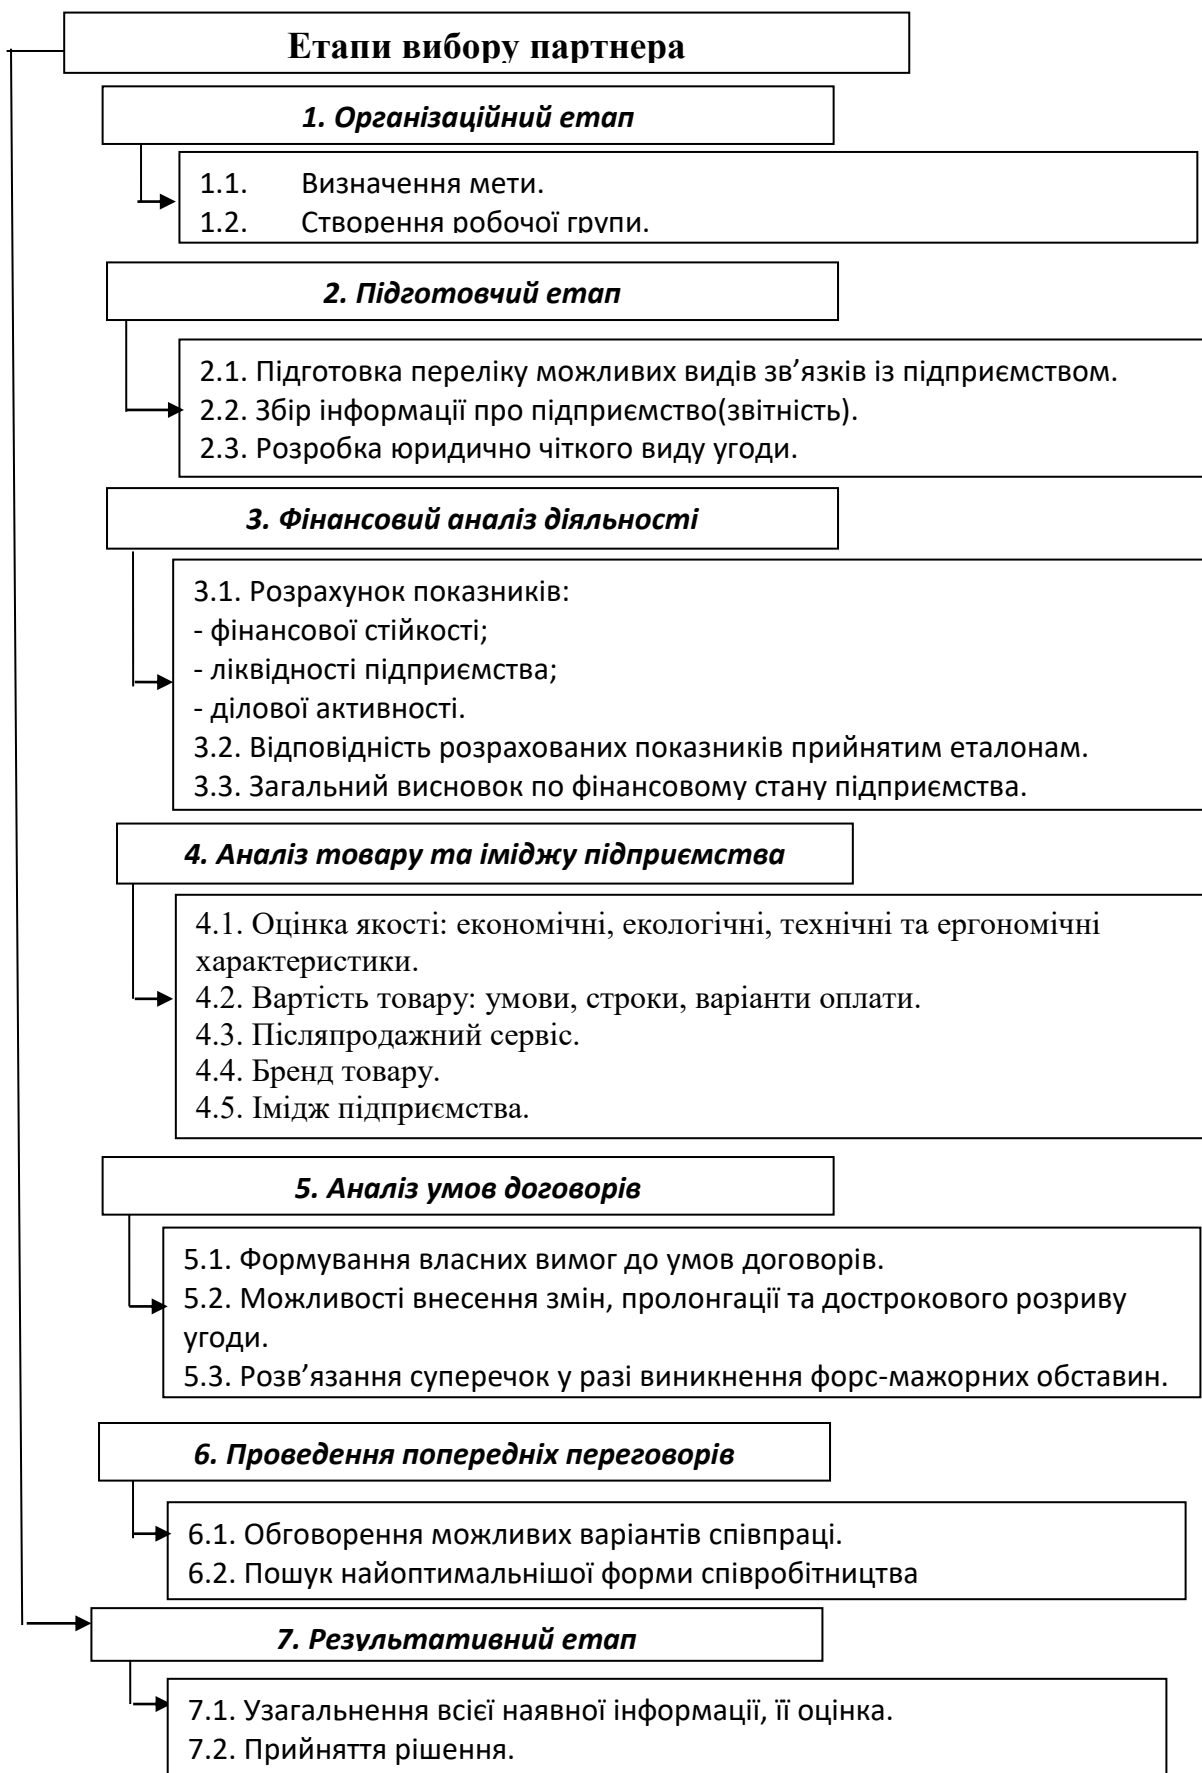 Етапи вибору партнера
1. Організаційний етап
1.1. Визначення мети.
1.2. Створення робочої групи.
2. Підготовчий етап
2.1. Підготовка переліку можливих видів зв’язків із підприємством.
2.2. Збір інформації про підприємство(звітність).
2.3. Розробка юридично чіткого виду угоди.
3. Фінансовий аналіз діяльності
3.1. Розрахунок показників:
- фінансової стійкості;
- ліквідності підприємства;
- ділової активності.
3.2. Відповідність розрахованих показників прийнятим еталонам.
3.3. Загальний висновок по фінансовому стану підприємства.
4. Аналіз товару та іміджу підприємства
4.1. Оцінка якості: економічні, екологічні, технічні та ергономічні
характеристики.
4.2. Вартість товару: умови, строки, варіанти оплати.
4.3. Післяпродажний сервіс.
4.4. Бренд товару.
4.5. Імідж підприємства.
5. Аналіз умов договорів
5.1. Формування власних вимог до умов договорів.
5.2. Можливості внесення змін, пролонгації та дострокового розриву
угоди.
5.3. Розв’язання суперечок у разі виникнення форс-мажорних обставин.
6. Проведення попередніх переговорів
6.1. Обговорення можливих варіантів співпраці.
6.2. Пошук найоптимальнішої форми співробітництва
7. Результативний етап
7.1. Узагальнення всієї наявної інформації, її оцінка.
7.2. Прийняття рішення.